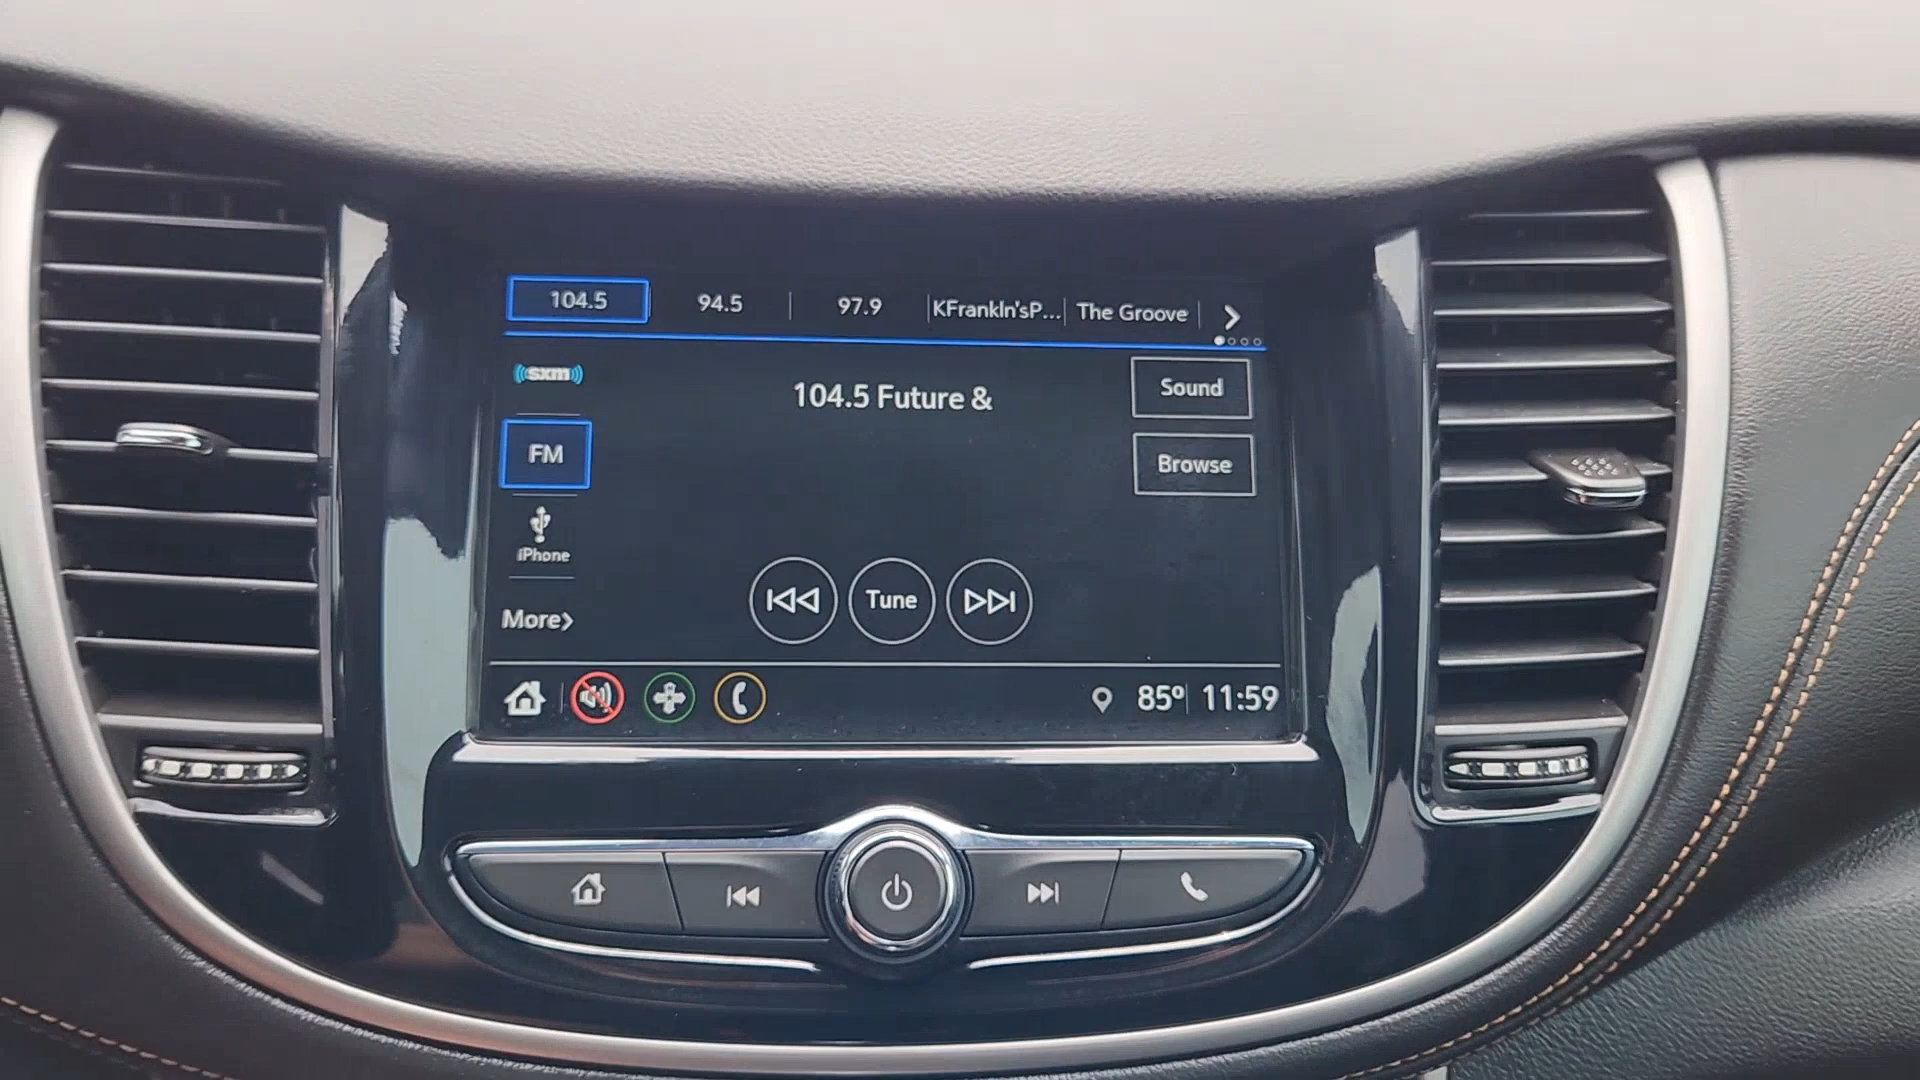 104.5 94.5 97.9 KFrankln'sP... The Groove
sxm
104.5 Future &
Sound
FM
Browse
iPhone
Tune
More
85° 11:59